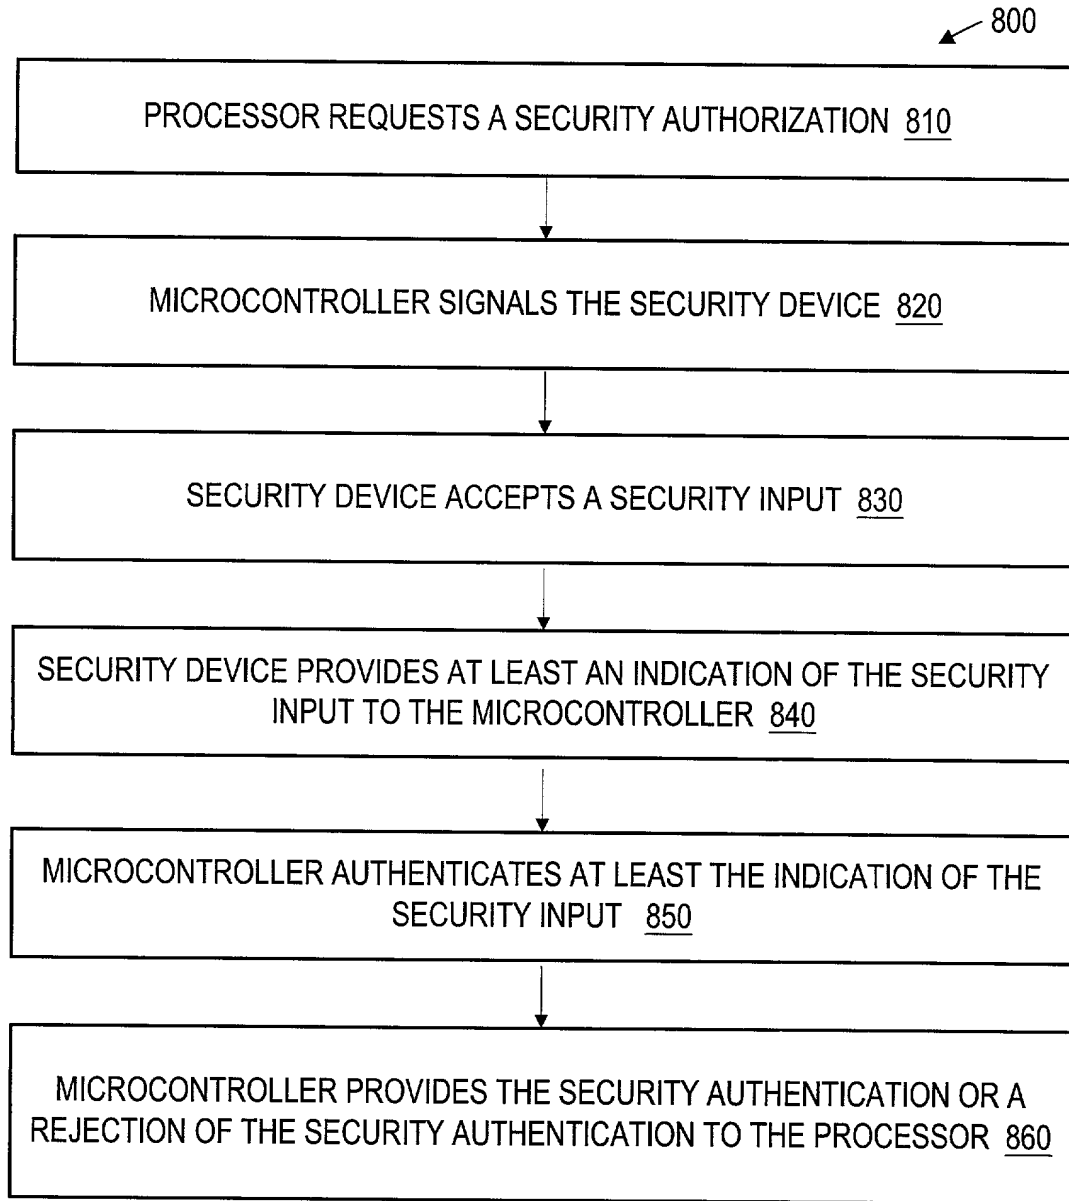 800
PROCESSOR REQUESTS A SECURITY AUTHORIZATION 810
MICROCONTROLLER SIGNALS THE SECURITY DEVICE 820
SECURITY DEVICE ACCEPTS A SECURITY INPUT 830
SECURITY DEVICE PROVIDES AT LEAST AN INDICATION OF THE SECURITY
INPUT TO THE MICROCONTROLLER 840
MICROCONTROLLER AUTHENTICATES AT LEAST THE INDICATION OF THE
SECURITY INPUT 850
MICROCONTROLLER PROVIDES THE SECURITY AUTHENTICATION OR A
REJECTION OF THE SECURITY AUTHENTICATION TO THE PROCESSOR 860